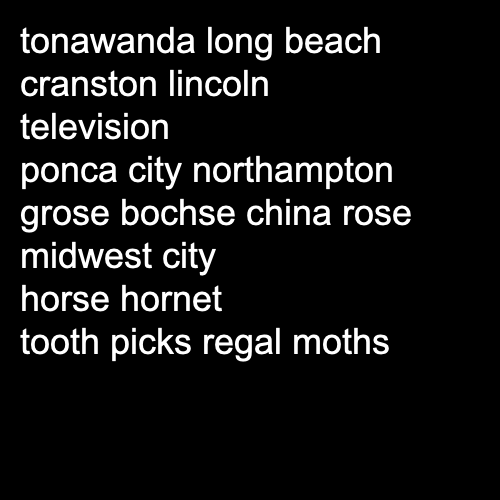 tonawanda long beach
cranston lincoln
television
ponca city northampton
grose bochse china rose
midwest city
horse hornet
tooth picks regal moths